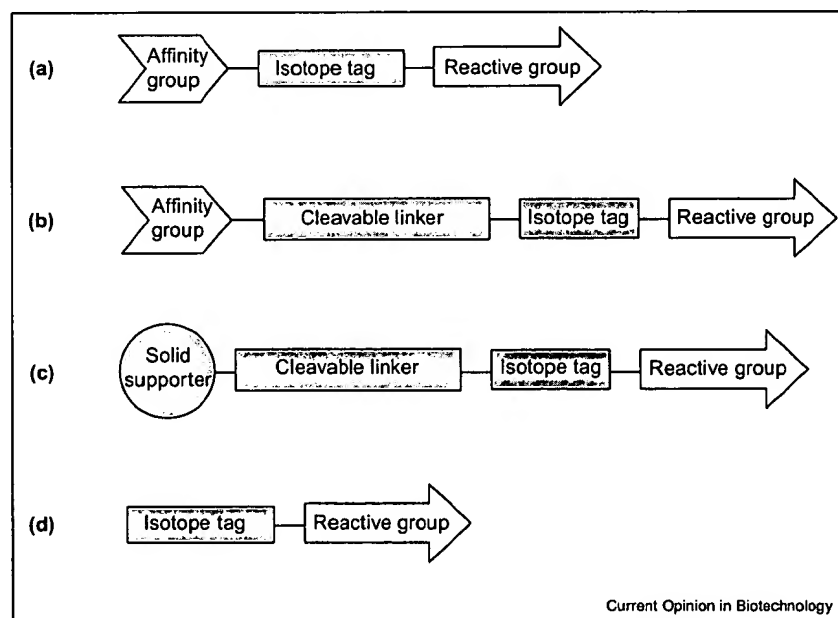 (a)
Affinity
group
Isotope tag
Reactive group
(b)
Affinity
group
Cleavable linker
Isotope tag
Reactive group
(c)
Solid
supporter
Cleavable linker
Isotope tag
Reactive group
(d)
Isotope tag
Reactive group
Current Opinion in Biotechnology